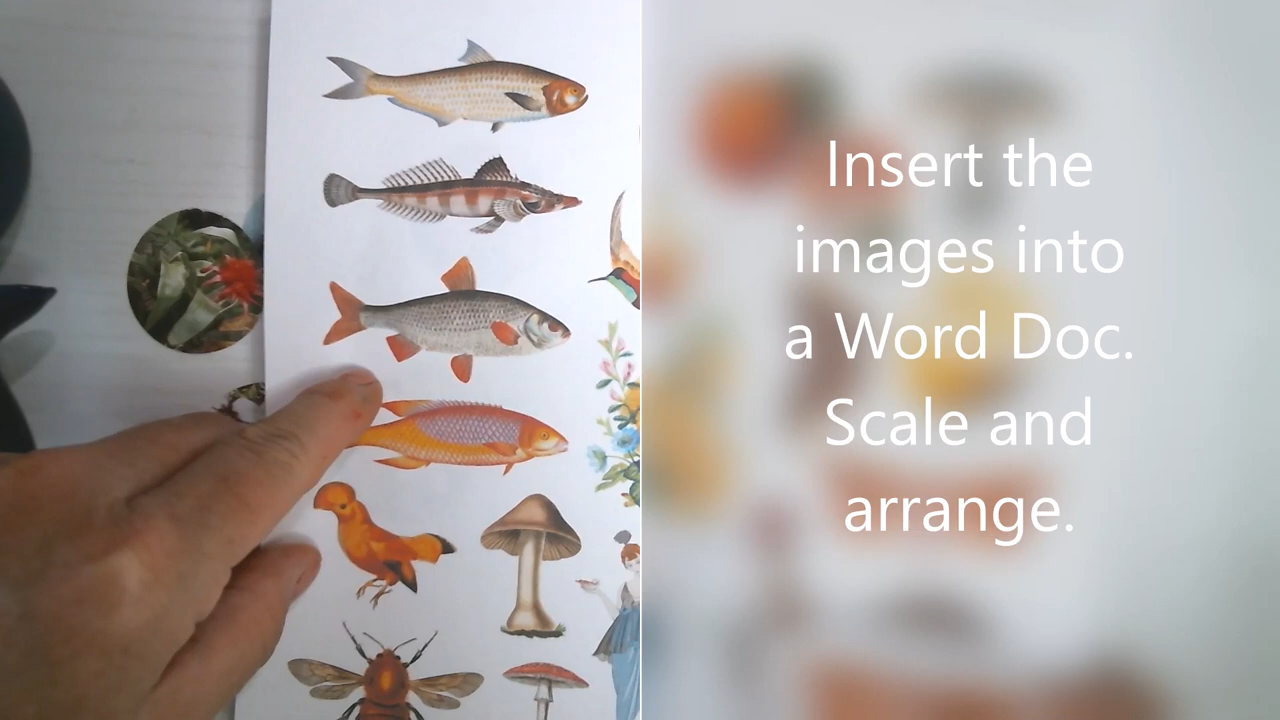 Insert the
images into
a Word Doc.
Scale and
arrange.